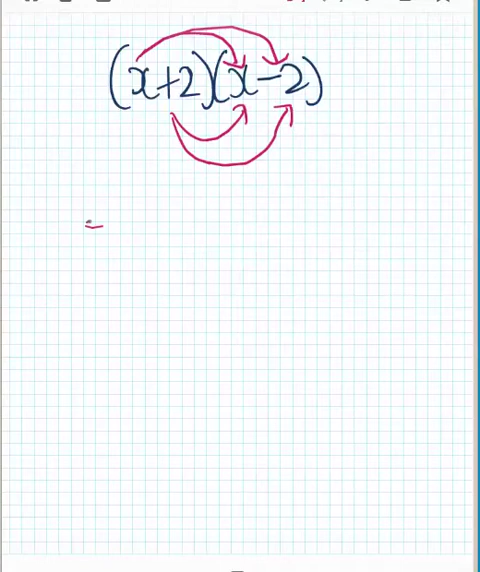 (x+2)(x-2)
=